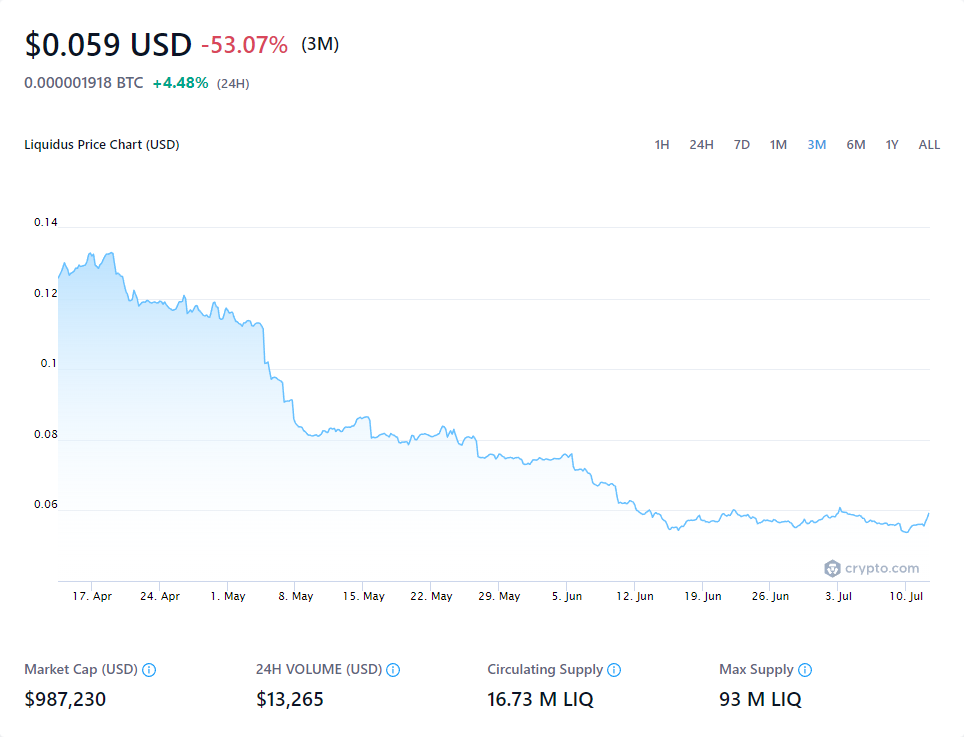 $0.059 USD -53.07% (3M)
0.000001918 BTC +4.48% (24H)
Liquidus Price Chart (USD) 1H 24H 7D 1M 3M 6M 1Y ALL
0.14
0.12
0.1
0.08
0.06
crypto.com
17. Apr 24. Apr 1. May 8. May 15. May 22. May 29. May 5. Jun 12. Jun 19. Jun 26. Jun 3. Jul 10. Jul
Market Cap (USD) 24H VOLUME (USD) Circulating Supply Max Supply
$987,230 $13,265 16.73 M LIQ 93 M LIQ